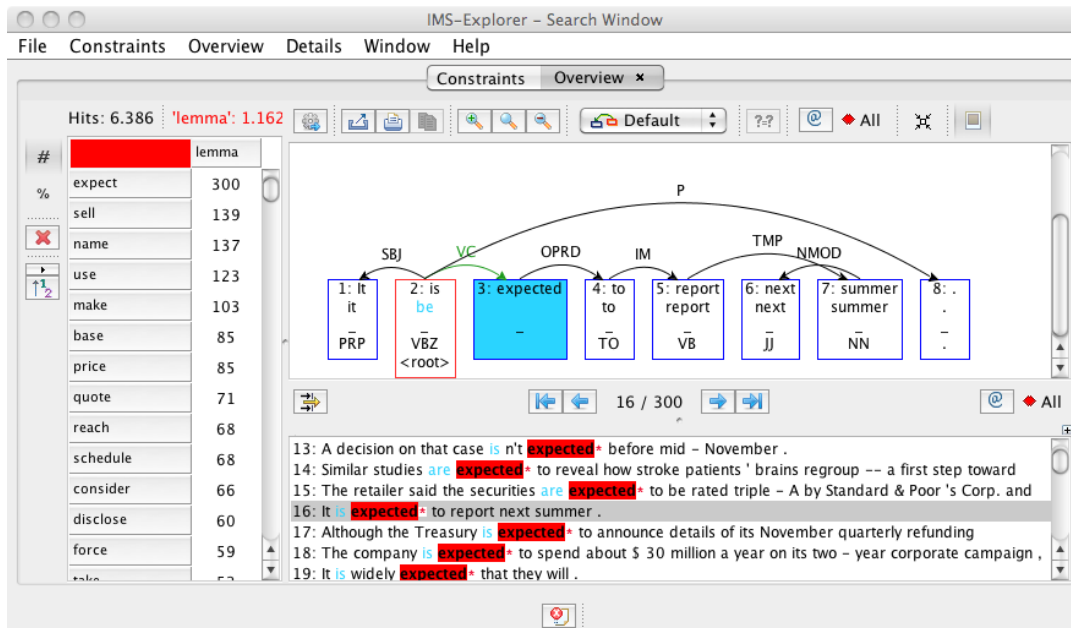 IMS-Explorer – Search Window
File Constraints Overview Details Window Help
Constraints Overview ×
Hits: 6.386 'lemma': 1.162 Default ?=? @ All
# lemma
% expect 300
sell 139
name 137
use 123
make 103
base 85
price 85
quote 71
reach 68
schedule 68
consider 66
disclose 60
force 59
P
SBJ VC OPRD IM TMP NMOD
1: It 2: is 3: expected 4: to 5: report 6: next 7: summer 8: .
it be to report next summer .
_ _ _ _ _ _ _ _
PRP VBZ TO VB JJ NN .
<root>
16 / 300 @ All
13: A decision on that case is n't expected* before mid – November .
14: Similar studies are expected* to reveal how stroke patients ' brains regroup -- a first step toward
15: The retailer said the securities are expected* to be rated triple – A by Standard & Poor 's Corp. and
16: It is expected* to report next summer .
17: Although the Treasury is expected* to announce details of its November quarterly refunding
18: The company is expected* to spend about $ 30 million a year on its two – year corporate campaign ,
19: It is widely expected* that they will .